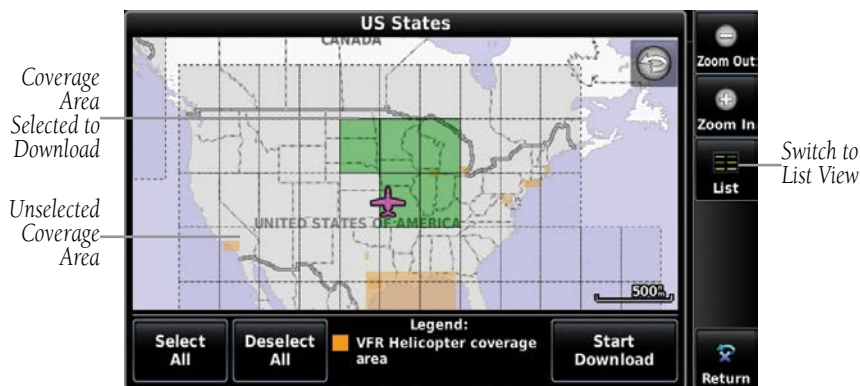 US States
CANADA
UNITED STATES OF AMERICA
500
Zoom Out
Zoom In
List
Return
Select
All
Deselect
All
Legend:
VFR Helicopter coverage
area
Start
Download
Coverage
Area
Selected to
Download
Unselected
Coverage
Area
Switch to
List View